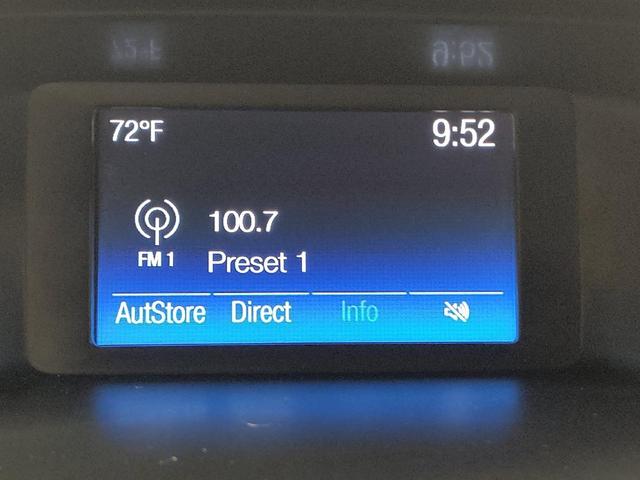 72°F 9:52
100.7
FM 1 Preset 1
AutStore Direct Info